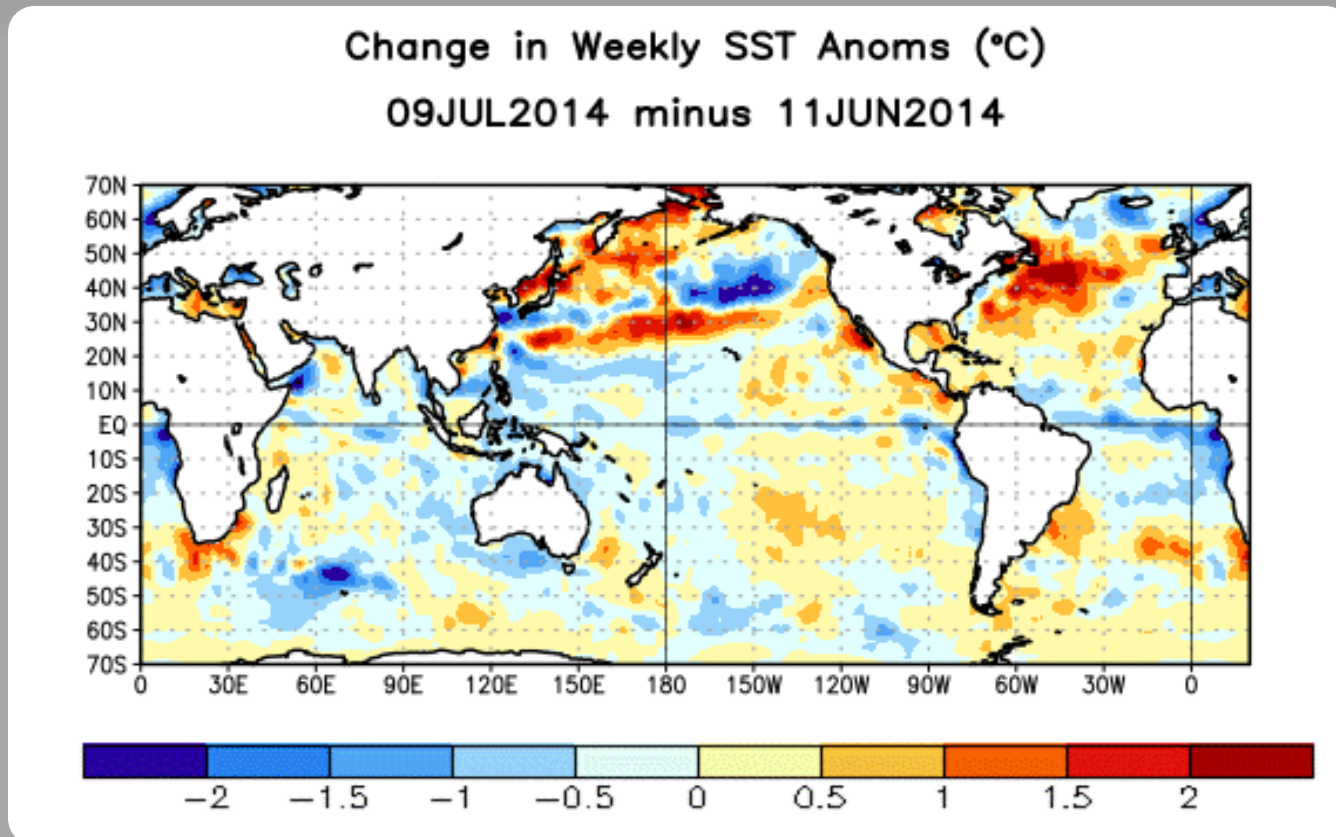 Change in Weekly SST Anoms (°C)
09JUL2014 minus 11JUN2014
70N
60N
50N
40N
30N
20N
10N
EQ
10S
20S
30S
40S
50S
60S
70S
0 30E 60E 90E 120E 150E 180 150W 120W 90W 60W 30W 0
−2 −1.5 −1 −0.5 0 0.5 1 1.5 2